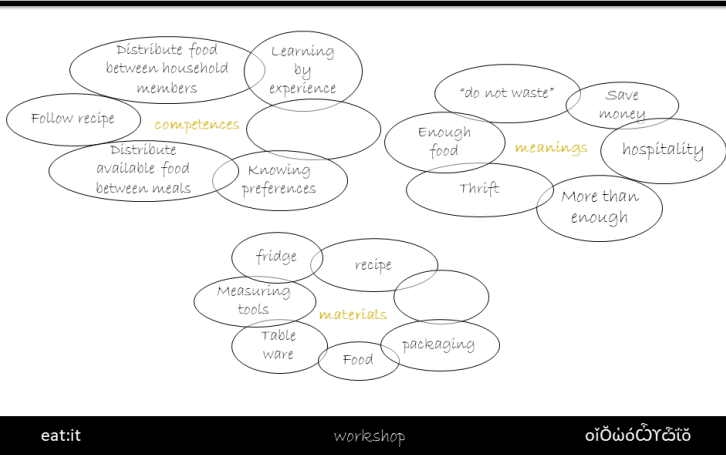 Distribute food
between household
members
Learning
by
experience
Follow recipe
competences
Distribute
available food
between meals
Knowing
preferences
“do not waste”
Save
money
Enough
food
meanings
hospitality
Thrift
More than
enough
fridge
recipe
Measuring
tools
materials
Table
ware
Food
packaging
eat:it
workshop